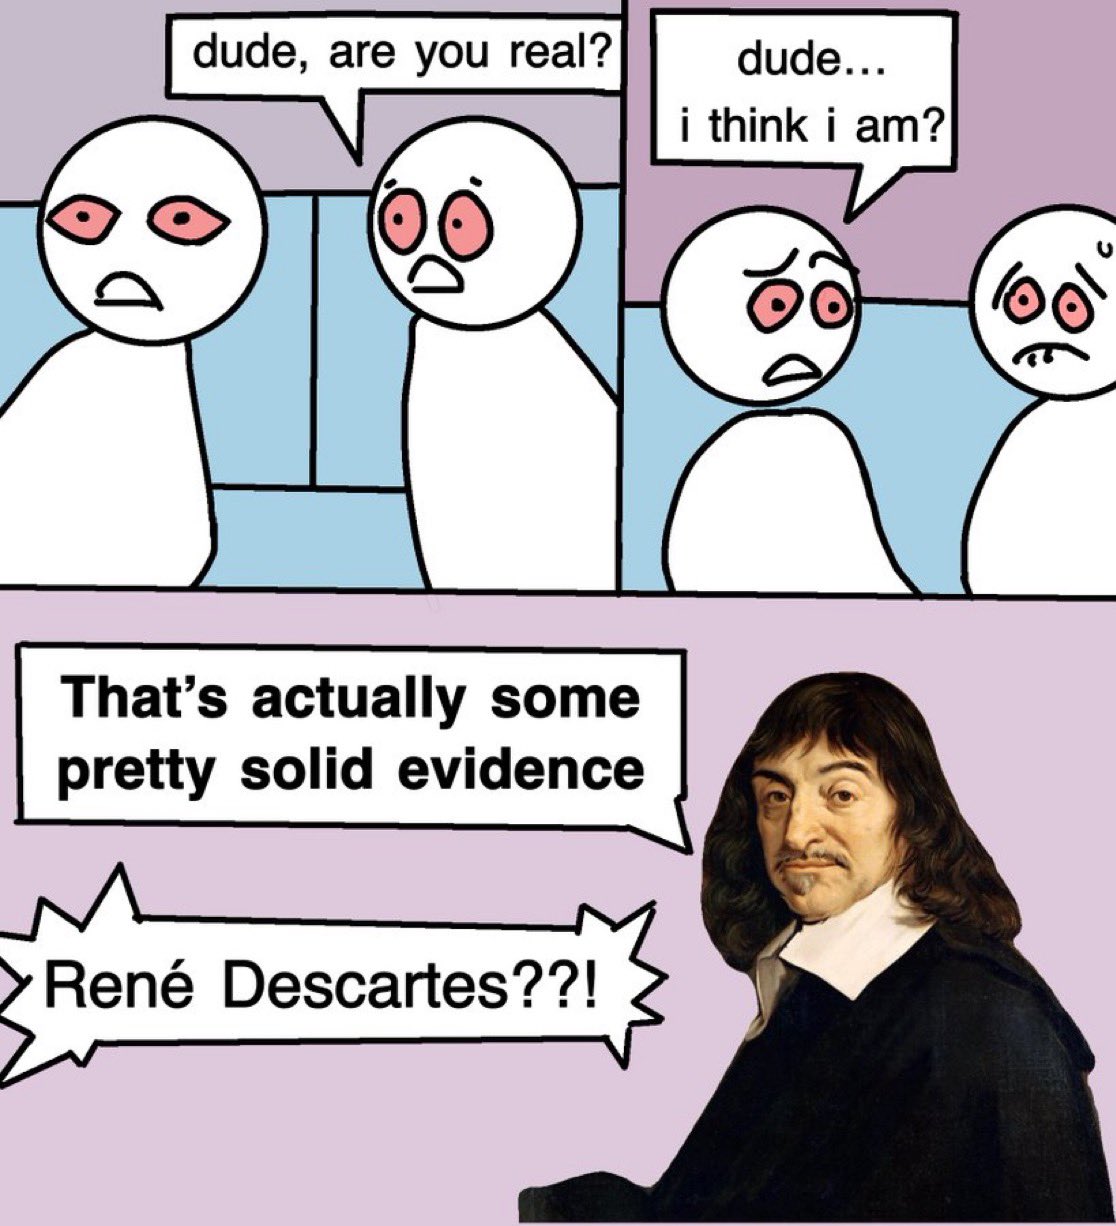 dude, are you real?
dude...
i think i am?
That's actually some
pretty solid evidence
René Descartes??!